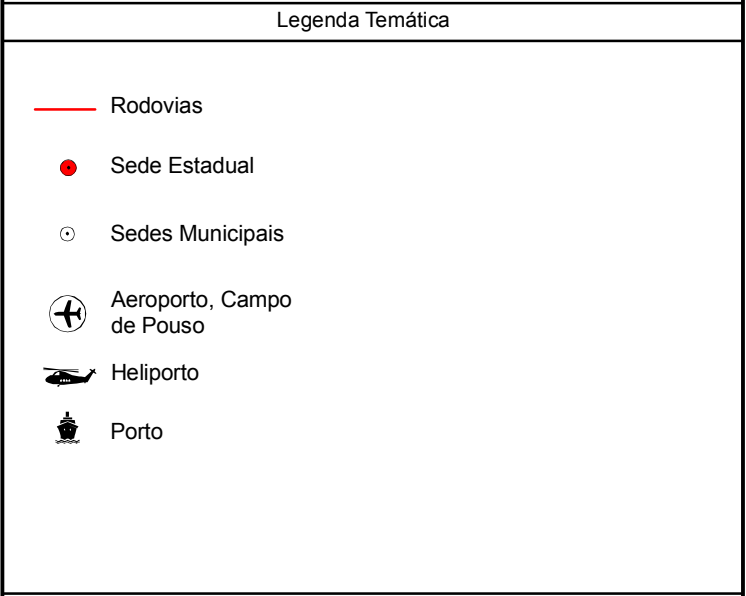 Legenda Temática
Rodovias
Sede Estadual
Sedes Municipais
Aeroporto, Campo
de Pouso
Heliporto
Porto